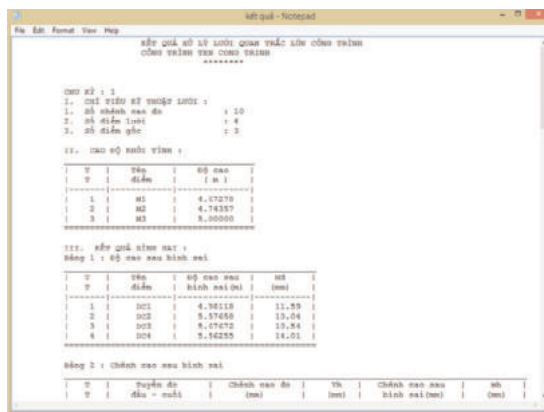 kết quả - Notepad
File Edit Format View Help
KẾT QUẢ XỬ LÝ LƯỚI QUAN TRẮC LÚN CÔNG TRÌNH
CÔNG TRÌNH TEN CONG TRINH
********
CHU KỲ : 1
I. CHỈ TIÊU KỸ THUẬT LƯỚI :
1. Số chênh cao đo : 10
2. Số điểm lưới : 4
3. Số điểm gốc : 3
II. CAO ĐỘ KHỞI TÍNH :
| T | Tên | Độ cao |
| T | điểm | ( m ) |
| 1 | M1 | 4.67278 |
| 2 | M2 | 4.74357 |
| 3 | M3 | 5.00000 |
III. KẾT QUẢ BÌNH SAI :
Bảng 1 : Độ cao sau bình sai
| T | Tên | Độ cao sau | MH |
| T | điểm | bình sai(m) | (mm) |
| 1 | DC1 | 4.98118 | 11.59 |
| 2 | DC2 | 5.57658 | 13.04 |
| 3 | DC3 | 5.67672 | 13.54 |
| 4 | DC4 | 5.56255 | 14.01 |
Bảng 2 : Chênh cao sau bình sai
| T | Tuyến đo | Chênh cao đo | Vh | Chênh cao sau | Mh |
| T | đầu - cuối | (mm) | (mm) | bình sai(mm) | (mm) |